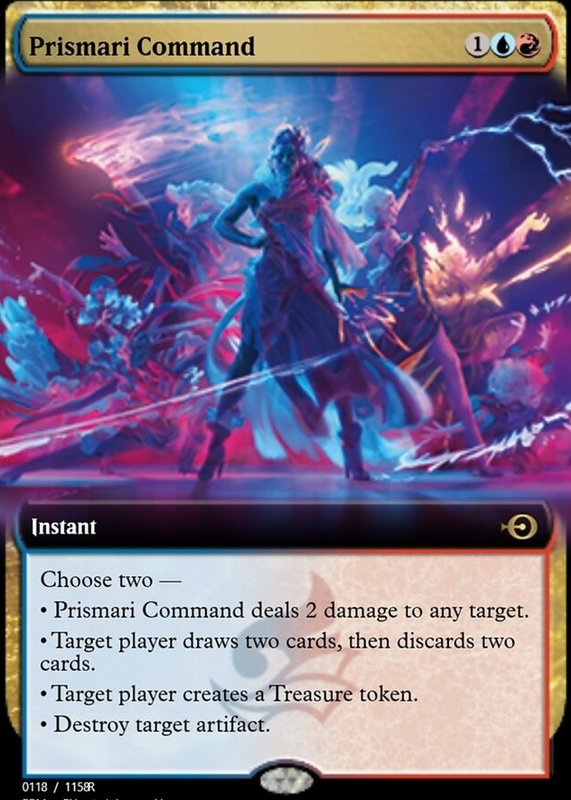 Prismari Command
1
Instant
Choose two —
• Prismari Command deals 2 damage to any target.
• Target player draws two cards, then discards two
cards.
• Target player creates a Treasure token.
• Destroy target artifact.
0118 / 1158R